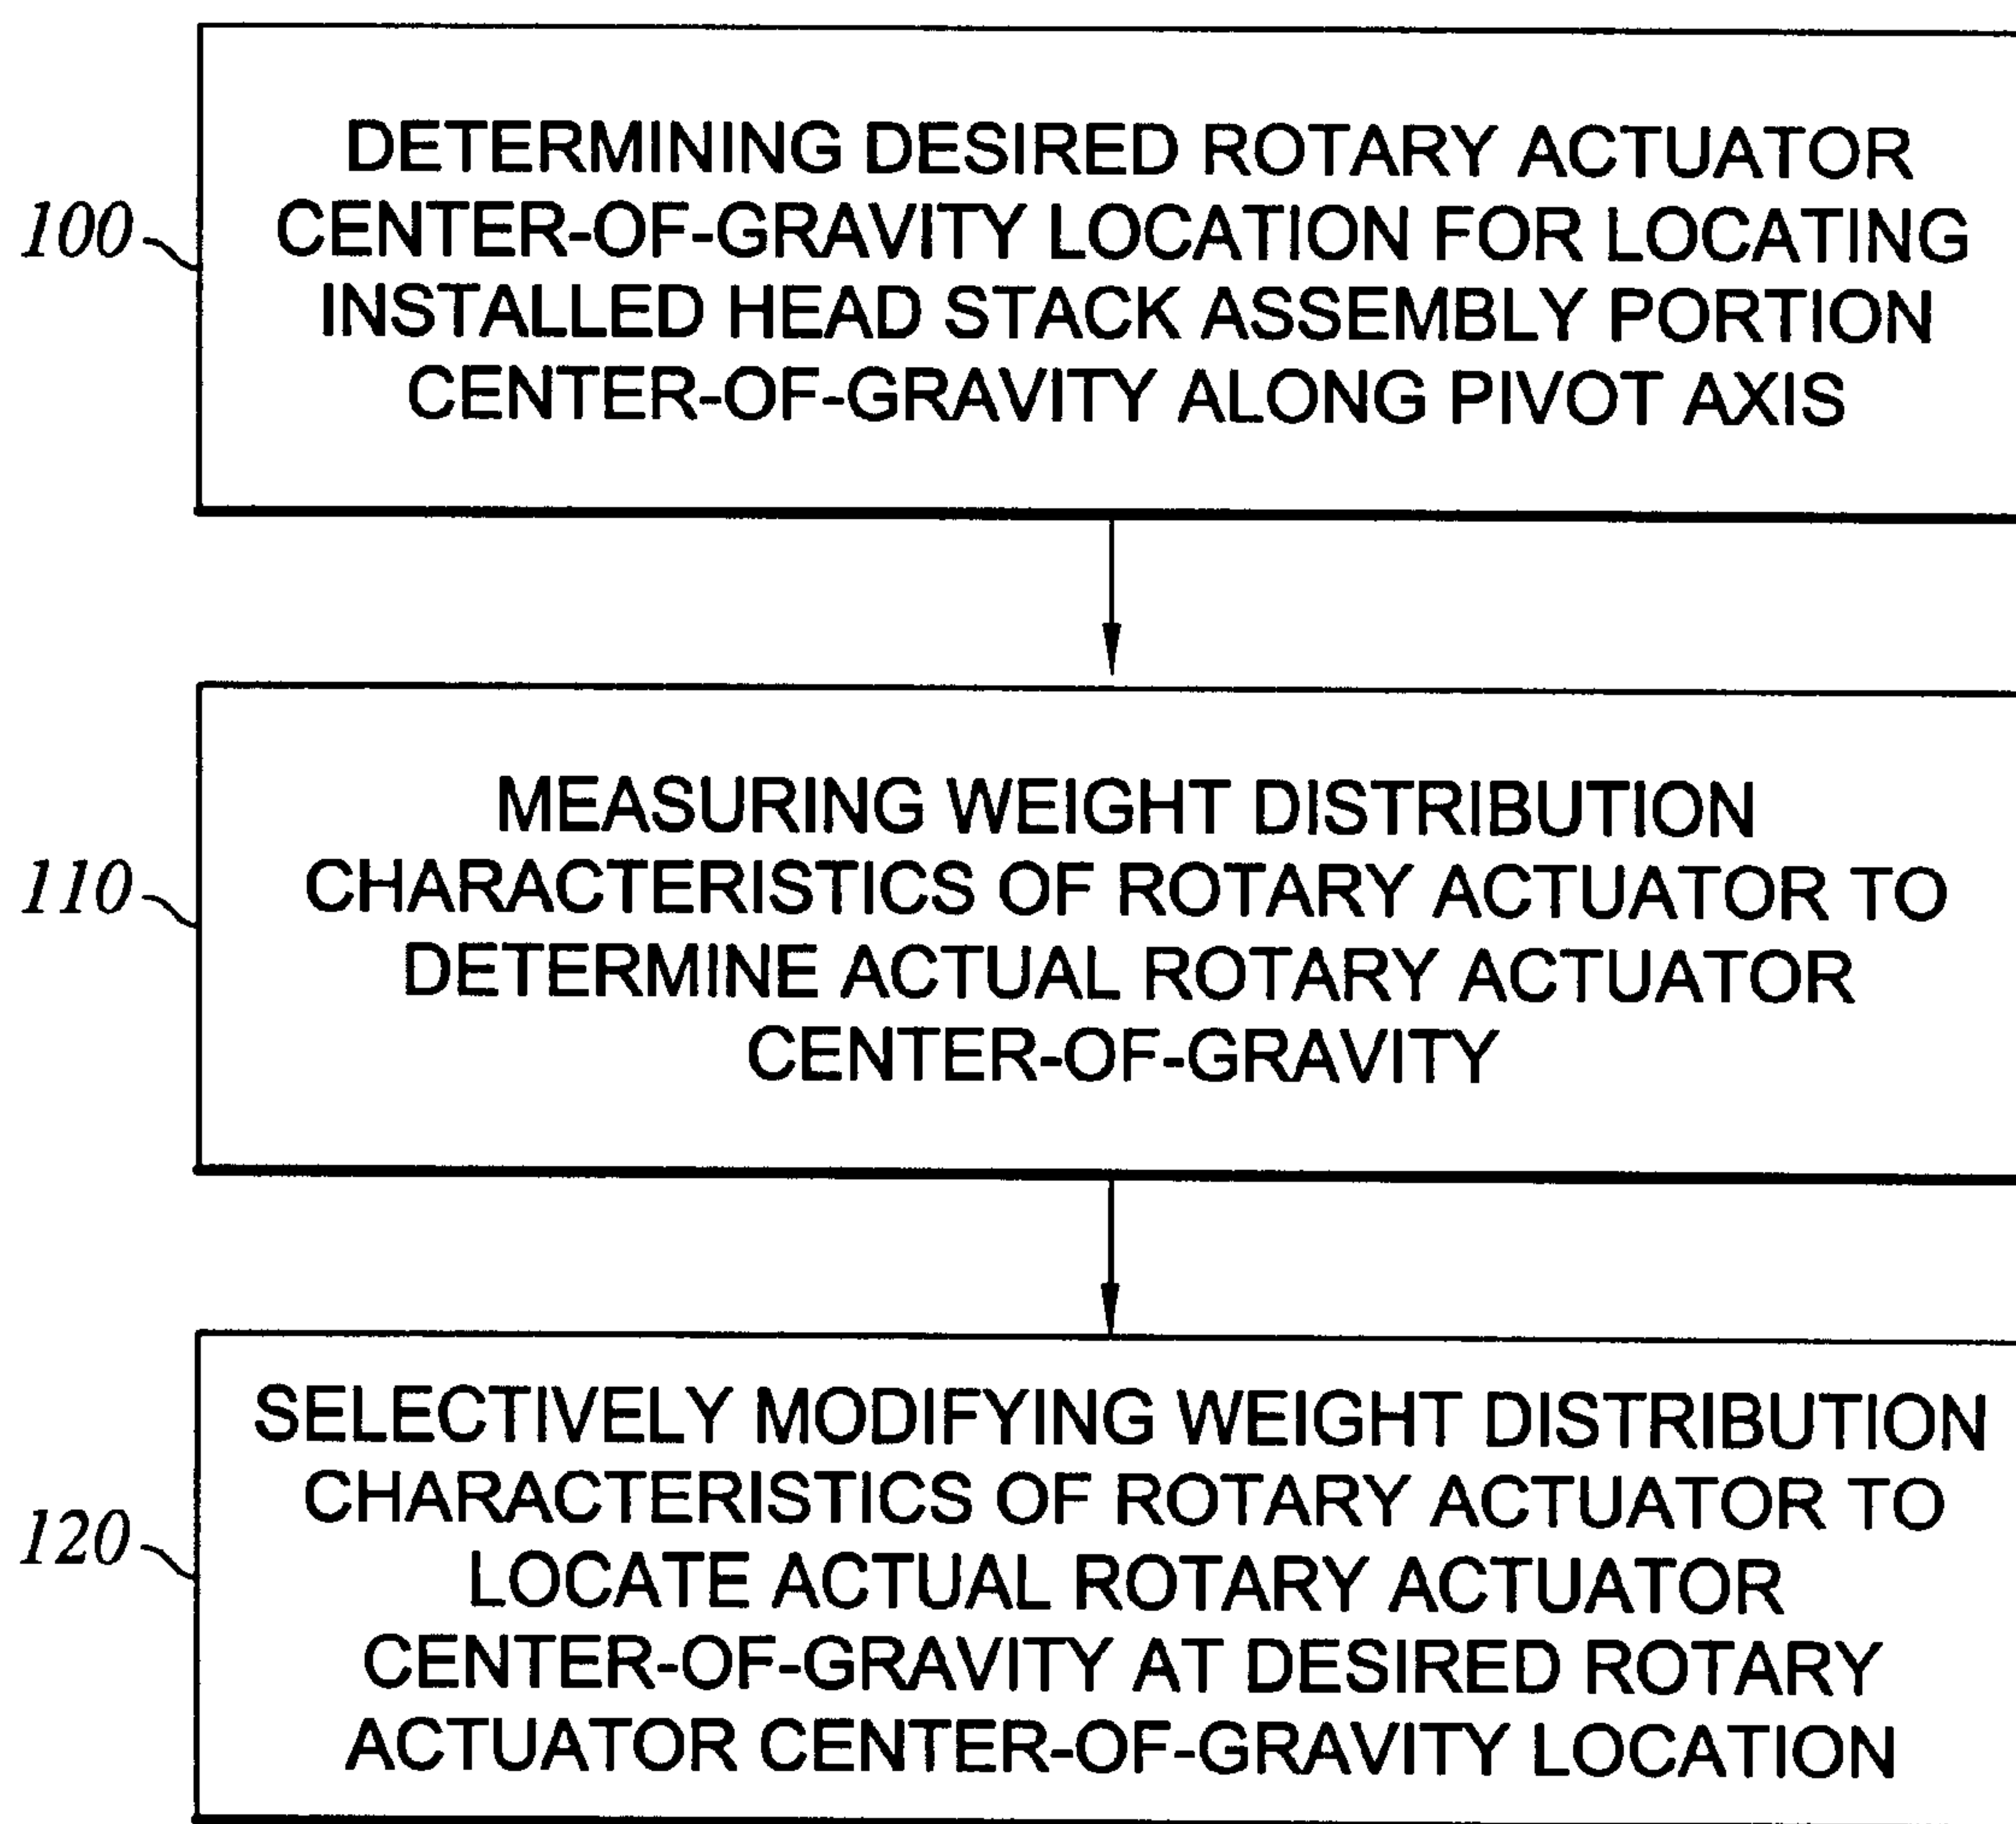 DETERMINING DESIRED ROTARY ACTUATOR
CENTER-OF-GRAVITY LOCATION FOR LOCATING
INSTALLED HEAD STACK ASSEMBLY PORTION
CENTER-OF-GRAVITY ALONG PIVOT AXIS
100
MEASURING WEIGHT DISTRIBUTION
CHARACTERISTICS OF ROTARY ACTUATOR TO
DETERMINE ACTUAL ROTARY ACTUATOR
CENTER-OF-GRAVITY
110
SELECTIVELY MODIFYING WEIGHT DISTRIBUTION
CHARACTERISTICS OF ROTARY ACTUATOR TO
LOCATE ACTUAL ROTARY ACTUATOR
CENTER-OF-GRAVITY AT DESIRED ROTARY
ACTUATOR CENTER-OF-GRAVITY LOCATION
120